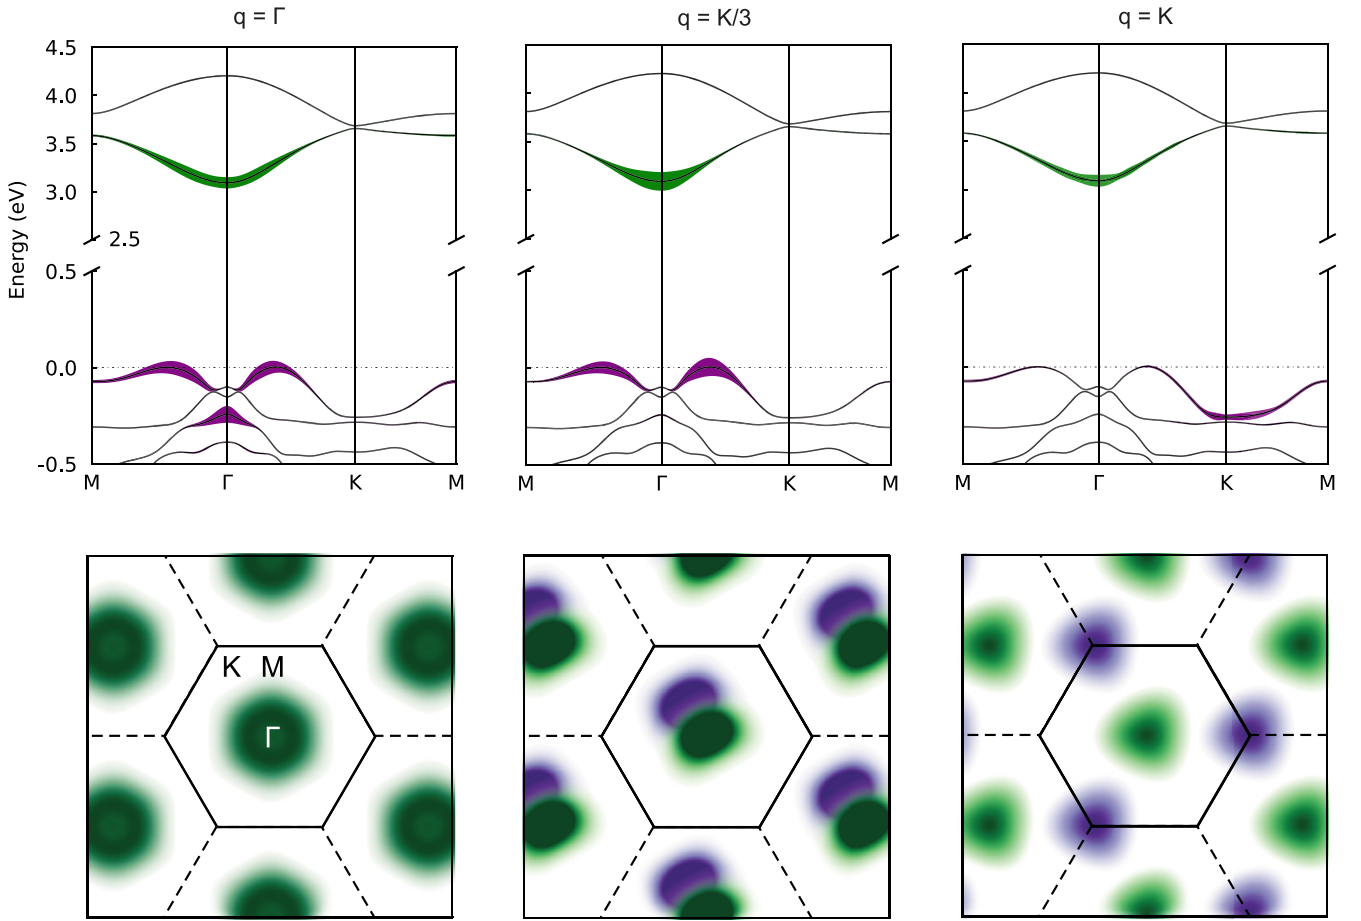 q = Γ
q = K/3
q = K
Energy (eV)
4.5
4.0
3.5
3.0
2.5
0.5
0.0
-0.5
M Γ K M
M Γ K M
M Γ K M
K M
Γ